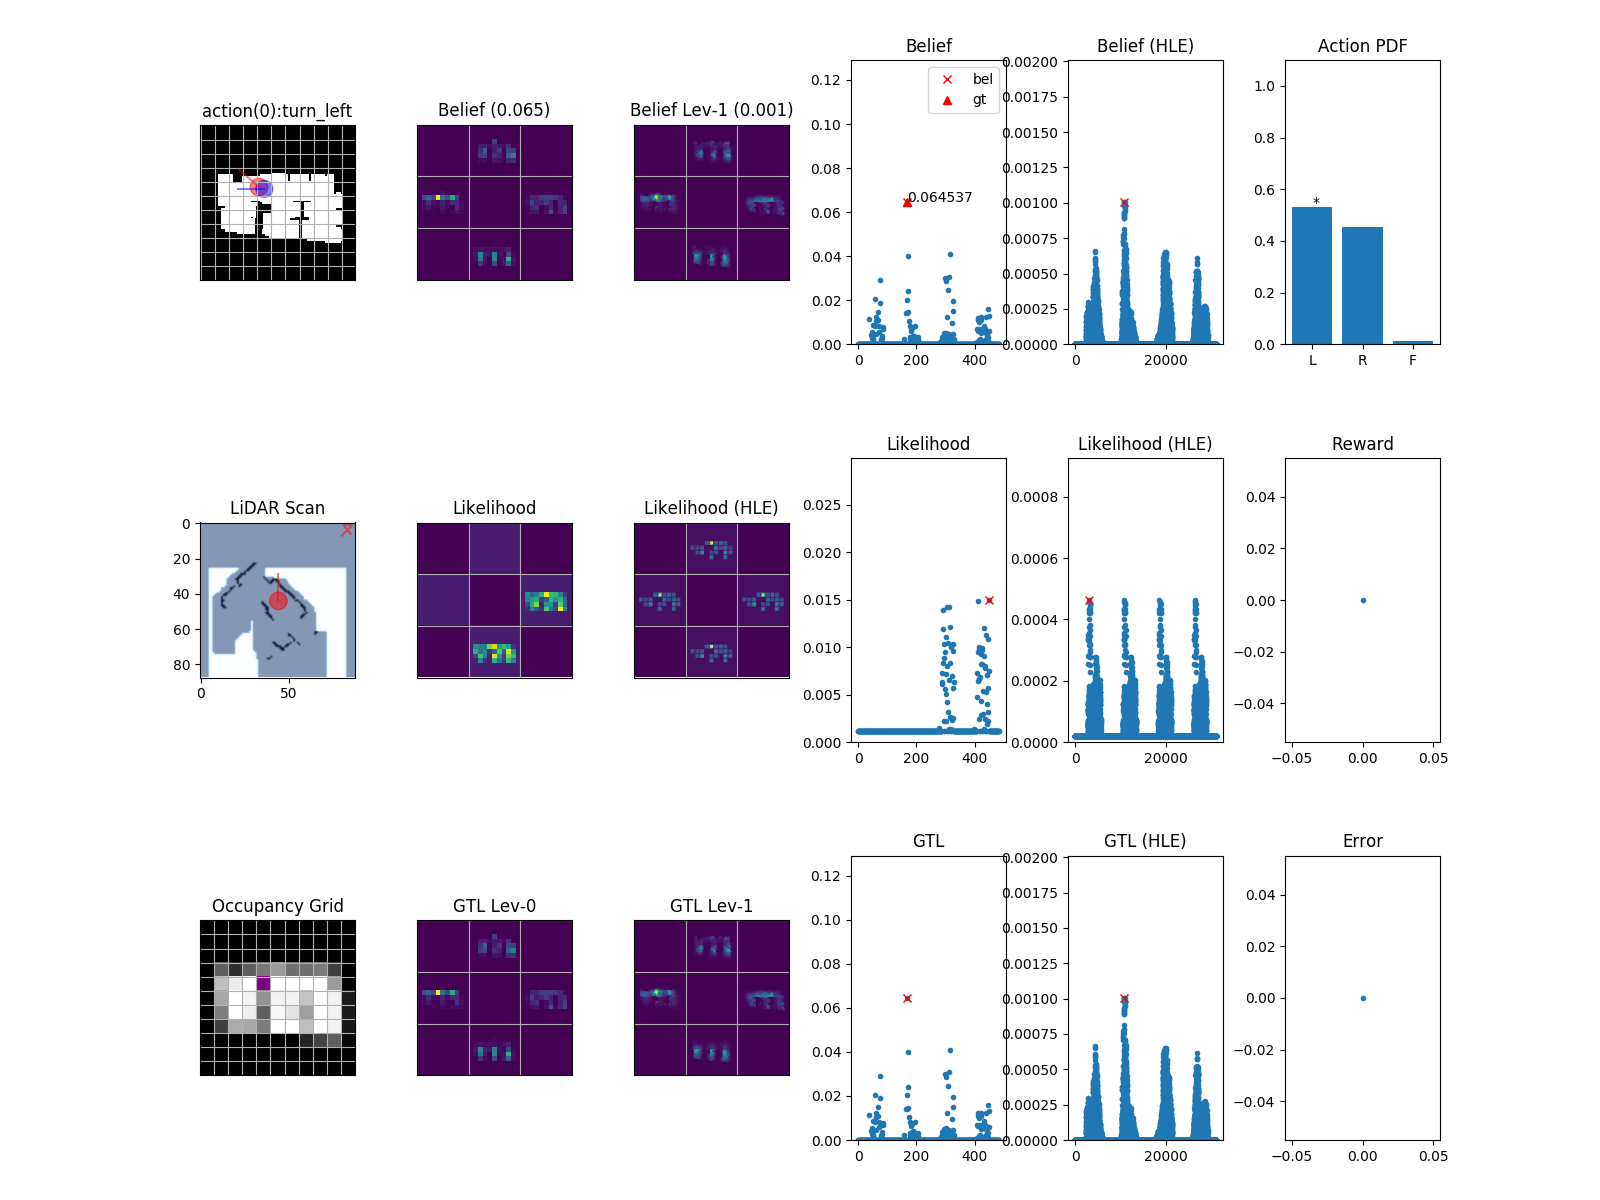 action(0):turn_left
Belief (0.065)
Belief Lev-1 (0.001)
Belief
0.12
0.10
0.08
0.06
0.04
0.02
0.00
0 200 400
bel
gt
0.064537
Belief (HLE)
0.00200
0.00175
0.00150
0.00125
0.00100
0.00075
0.00050
0.00025
0.00000
0 20000
Action PDF
1.0
0.8
0.6
0.4
0.2
0.0
*
L R F
LiDAR Scan
0
20
40
60
80
0 50
Likelihood
Likelihood (HLE)
Likelihood
0.025
0.020
0.015
0.010
0.005
0.000
0 200 400
Likelihood (HLE)
0.0008
0.0006
0.0004
0.0002
0.0000
0 20000
Reward
0.04
0.02
0.00
−0.02
−0.04
−0.05 0.00 0.05
Occupancy Grid
GTL Lev-0
GTL Lev-1
GTL
0.12
0.10
0.08
0.06
0.04
0.02
0.00
0 200 400
GTL (HLE)
0.00200
0.00175
0.00150
0.00125
0.00100
0.00075
0.00050
0.00025
0.00000
0 20000
Error
0.04
0.02
0.00
−0.02
−0.04
−0.05 0.00 0.05